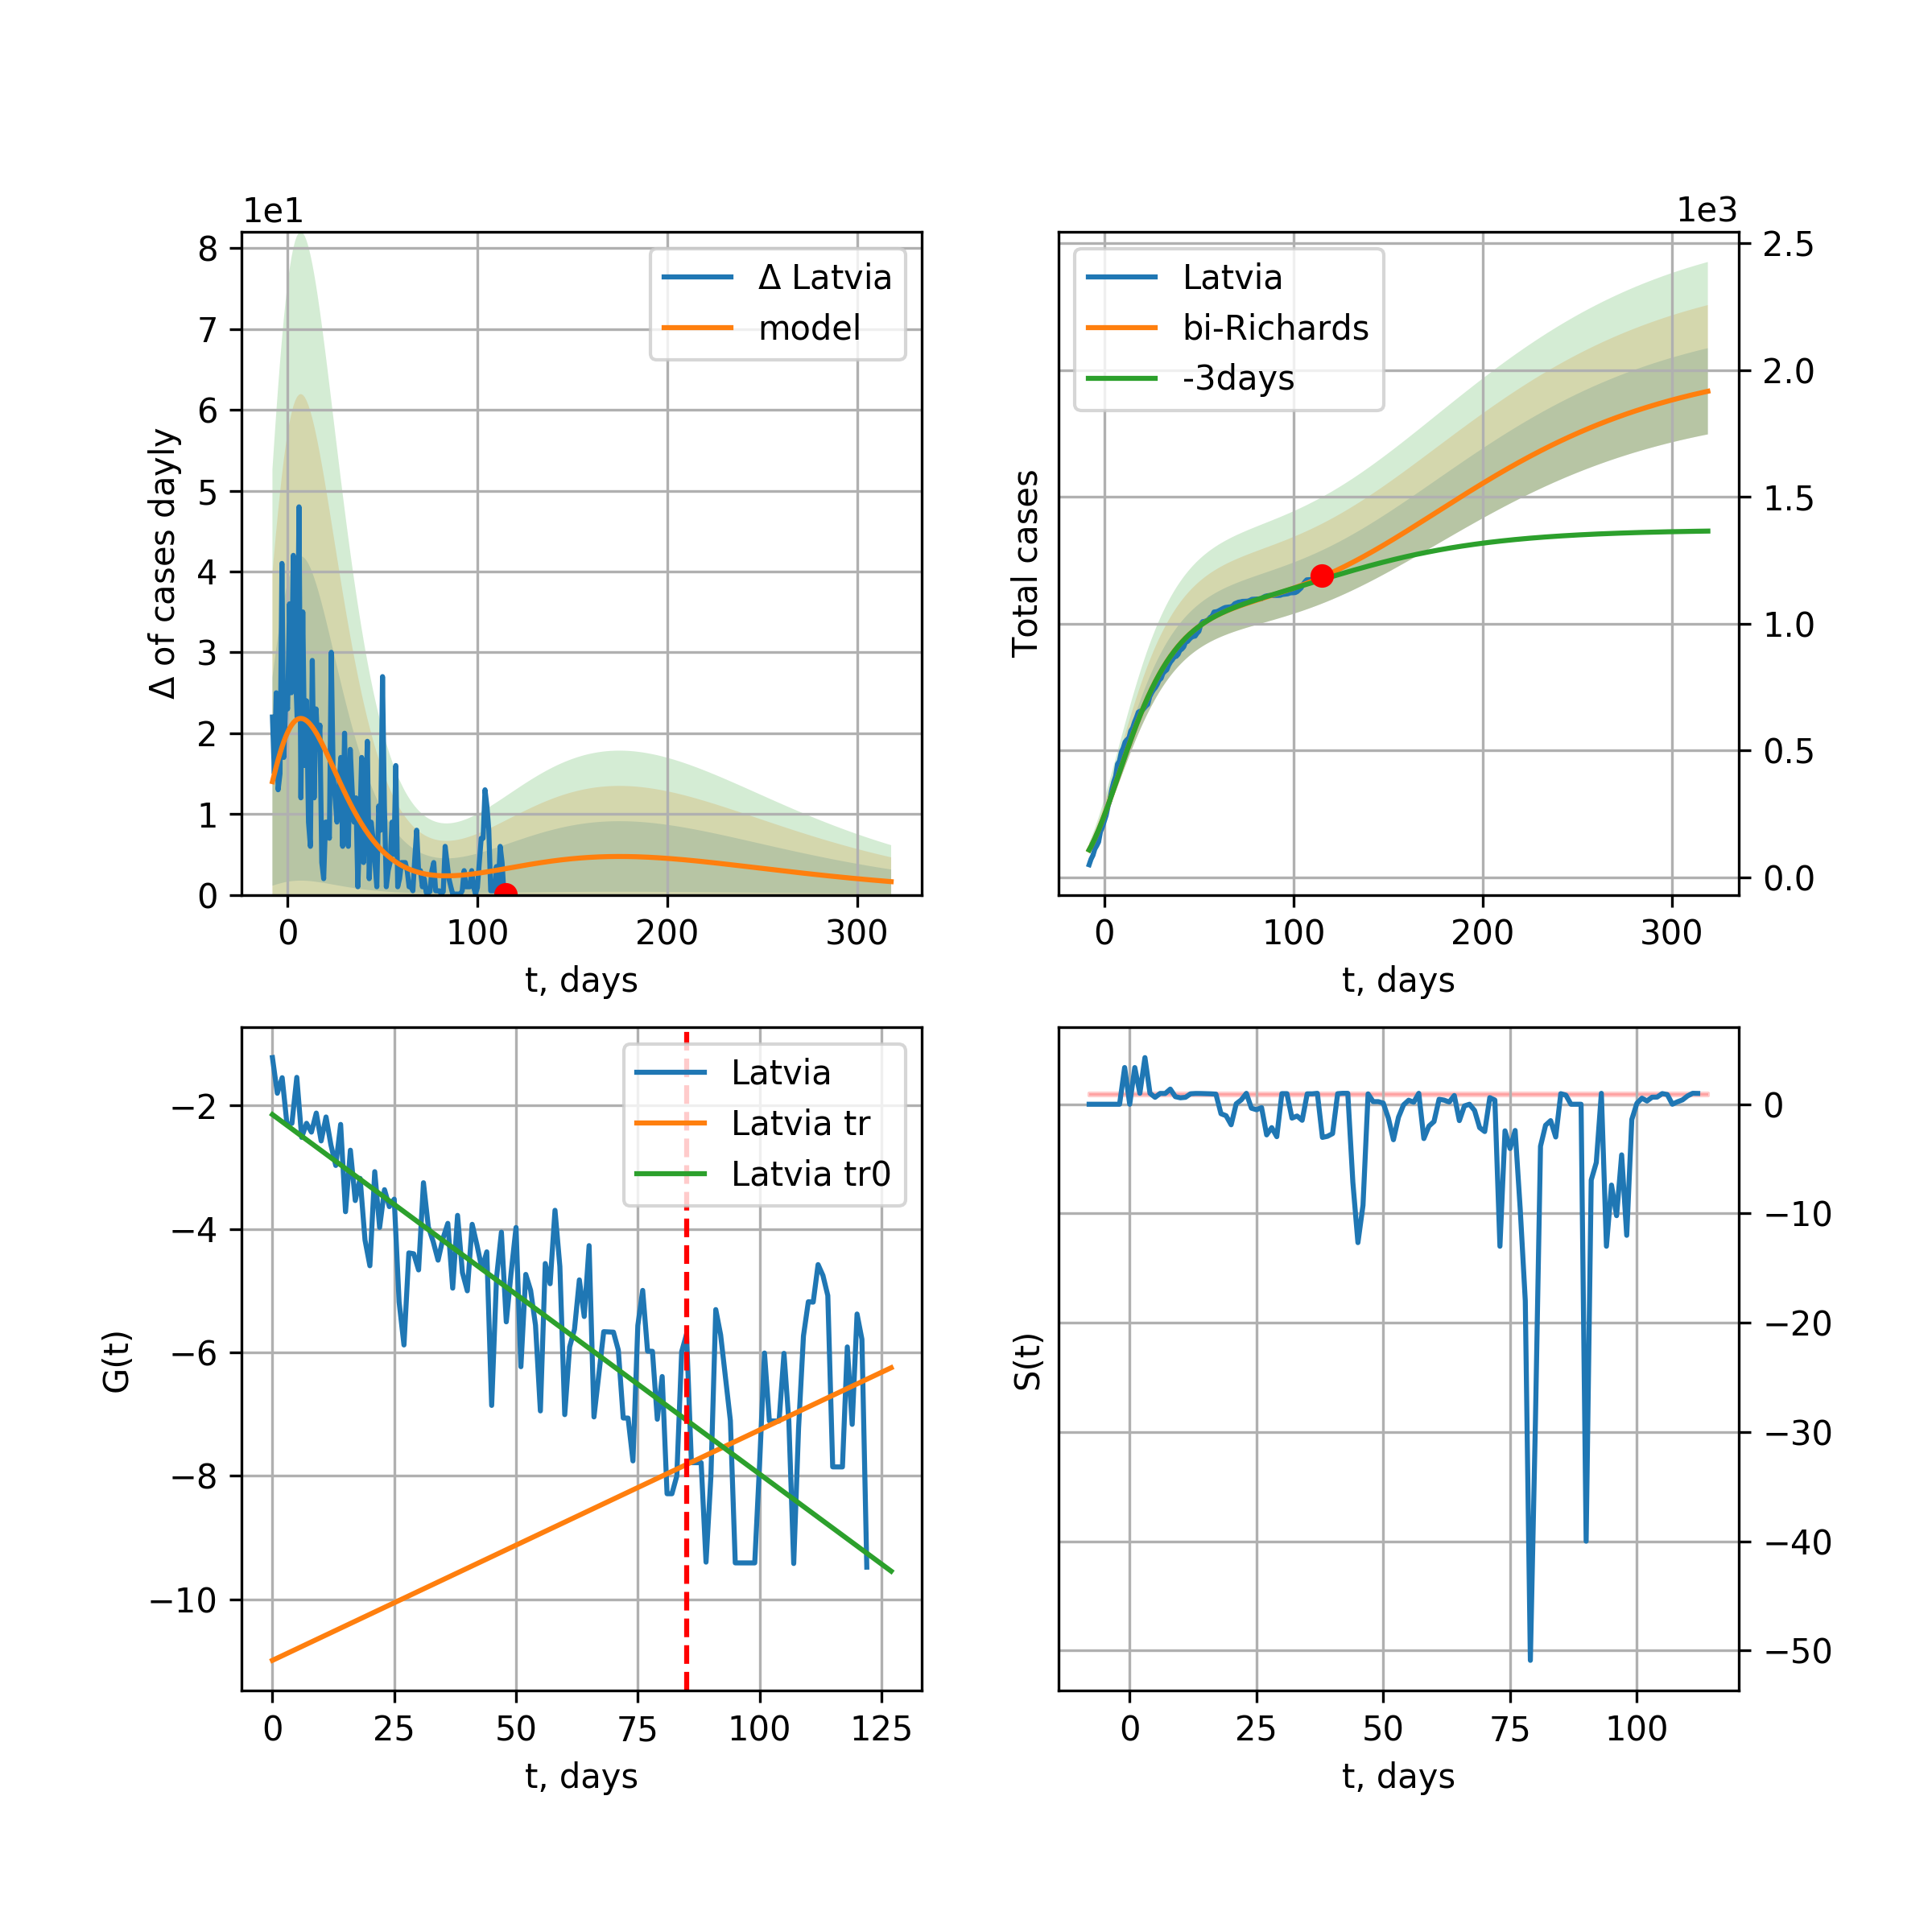 1e1
Δ of cases dayly
8
7
6
5
4
3
2
1
0
0 100 200 300
t, days
Δ Latvia
model
1e3
Total cases
2.5
2.0
1.5
1.0
0.5
0.0
0 100 200 300
t, days
Latvia
bi-Richards
-3days
G(t)
−2
−4
−6
−8
−10
0 25 50 75 100 125
t, days
Latvia
Latvia tr
Latvia tr0
S(t)
0
−10
−20
−30
−40
−50
0 25 50 75 100
t, days